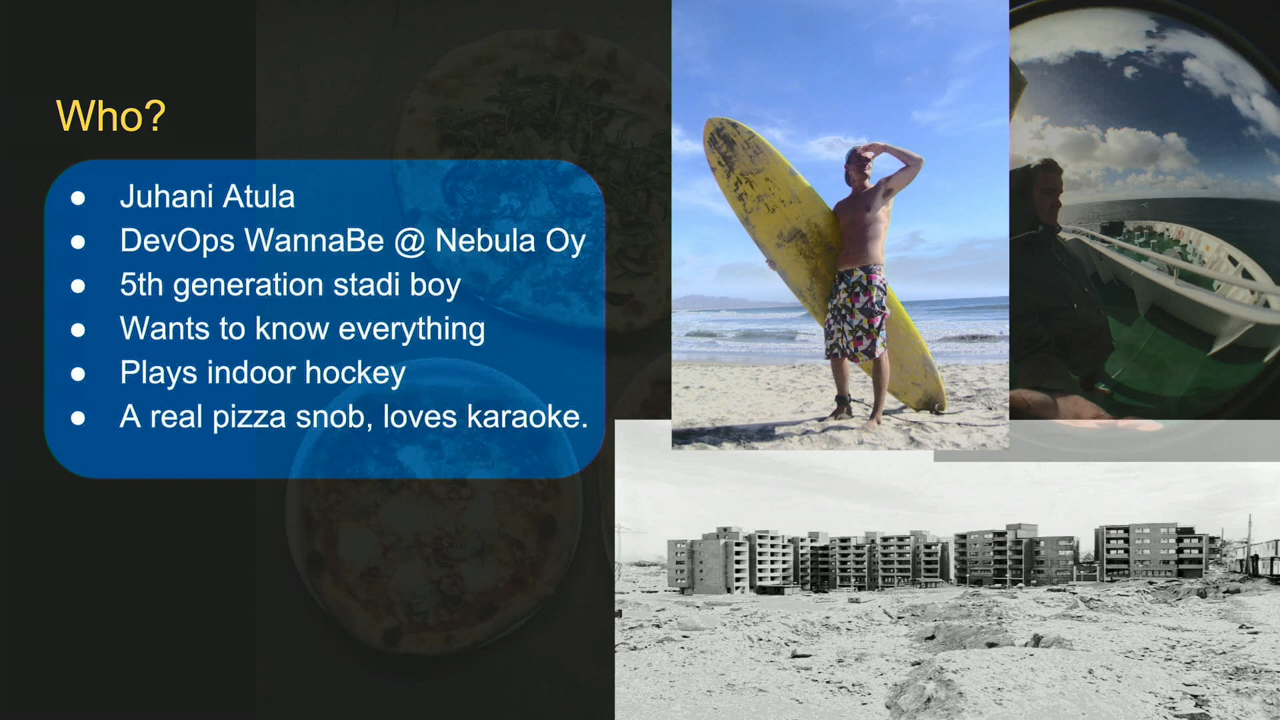 Who?
● Juhani Atula
● DevOps WannaBe @ Nebula Oy
● 5th generation stadi boy
● Wants to know everything
● Plays indoor hockey
● A real pizza snob, loves karaoke.